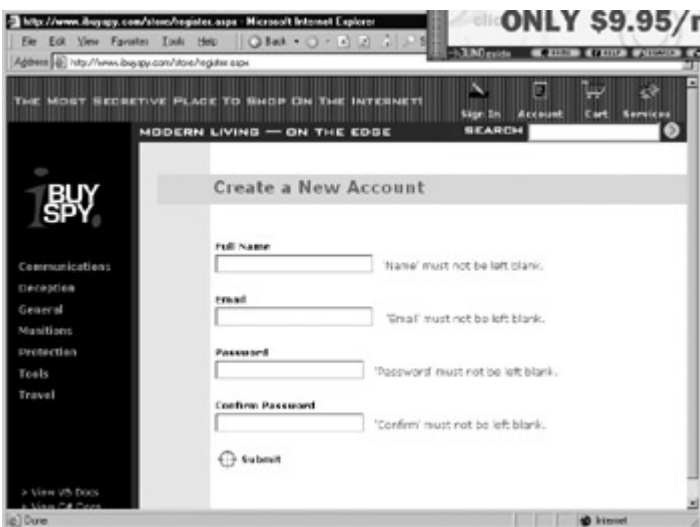 http://www.ibuyspy.com/store/register.aspx - Microsoft Internet Explorer
ONLY $9.95/
File Edit View Favorites Tools Help
Back
Address http://www.ibuyspy.com/store/register.aspx
THE MOST SECRETIVE PLACE TO SHOP ON THE INTERNET!
Sign In Account Cart Services
MODERN LIVING — ON THE EDGE
SEARCH
iBUY
SPY.
Create a New Account
Full Name
'Name' must not be left blank.
Email
'Email' must not be left blank.
Password
'Password' must not be left blank.
Confirm Password
'Confirm' must not be left blank.
Submit
Communications
Deception
General
Munitions
Protection
Tools
Travel
> View VB Docs
> View C# Docs
Done
Internet